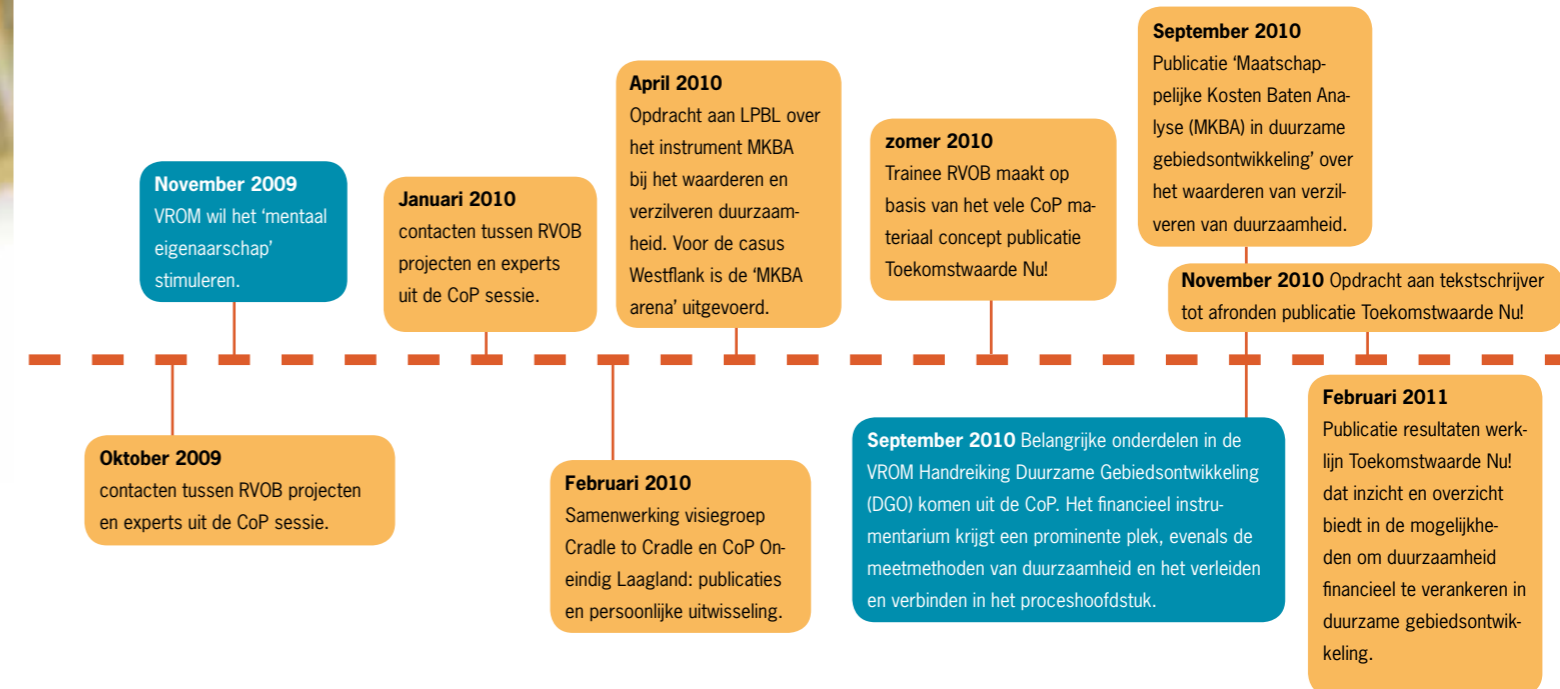 September 2010
Publicatie ‘Maatschap-
pelijke Kosten Baten Ana-
lyse (MKBA) in duurzame
gebiedsontwikkeling’ over
het waarderen van verzil-
veren van duurzaamheid.
April 2010
Opdracht aan LPBL over
het instrument MKBA
bij het waarderen en
verzilveren duurzaam-
heid. Voor de casus
Westflank is de ‘MKBA
arena’ uitgevoerd.
zomer 2010
Trainee RVOB maakt op
basis van het vele CoP ma-
teriaal concept publicatie
Toekomstwaarde Nu!
November 2009
VROM wil het ‘mentaal
eigenaarschap’
stimuleren.
Januari 2010
contacten tussen RVOB
projecten en experts
uit de CoP sessie.
November 2010 Opdracht aan tekstschrijver
tot afronden publicatie Toekomstwaarde Nu!
Oktober 2009
contacten tussen RVOB projecten
en experts uit de CoP sessie.
Februari 2010
Samenwerking visiegroep
Cradle to Cradle en CoP On-
eindig Laagland: publicaties
en persoonlijke uitwisseling.
September 2010 Belangrijke onderdelen in de
VROM Handreiking Duurzame Gebiedsontwikkeling
(DGO) komen uit de CoP. Het financieel instru-
mentarium krijgt een prominente plek, evenals de
meetmethoden van duurzaamheid en het verleiden
en verbinden in het proceshoofdstuk.
Februari 2011
Publicatie resultaten werk-
lijn Toekomstwaarde Nu!
dat inzicht en overzicht
biedt in de mogelijkhe-
den om duurzaamheid
financieel te verankeren in
duurzame gebiedsontwik-
keling.